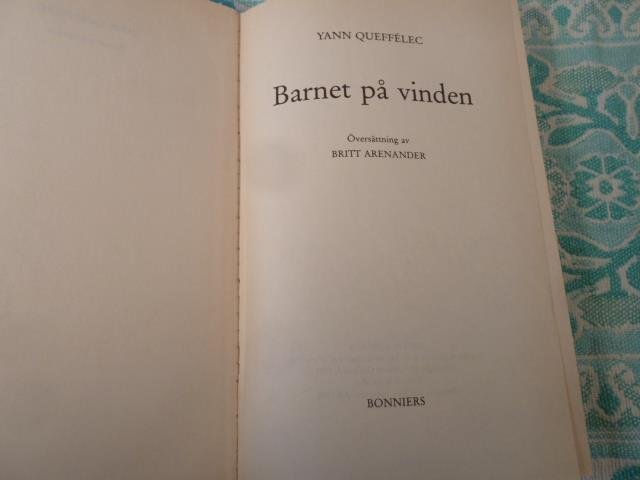 YANN QUEFFÉLEC
Barnet på vinden
Översättning av
BRITT ARENANDER
BONNIERS